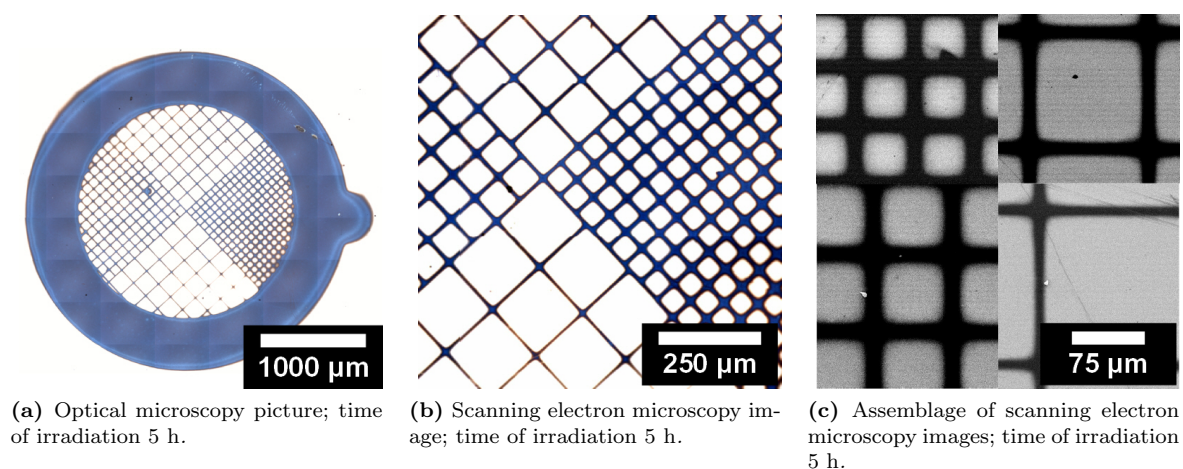 1000 µm
250 µm
75 µm
(a) Optical microscopy picture; time
of irradiation 5 h.
(b) Scanning electron microscopy im-
age; time of irradiation 5 h.
(c) Assemblage of scanning electron
microscopy images; time of irradiation
5 h.